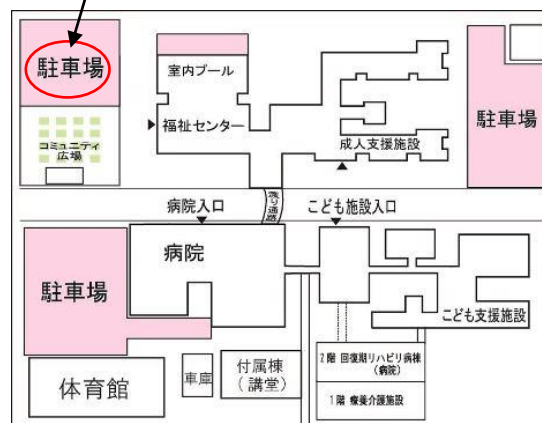 駐車場
室内プール
福祉センター
成人支援施設
駐車場
コミュニティ
広場
渡り通路
病院入口
こども施設入口
病院
駐車場
こども支援施設
2階 回復期リハビリ病棟
(病院)
1階 療養介護施設
体育館
車庫
付属棟
(講堂)